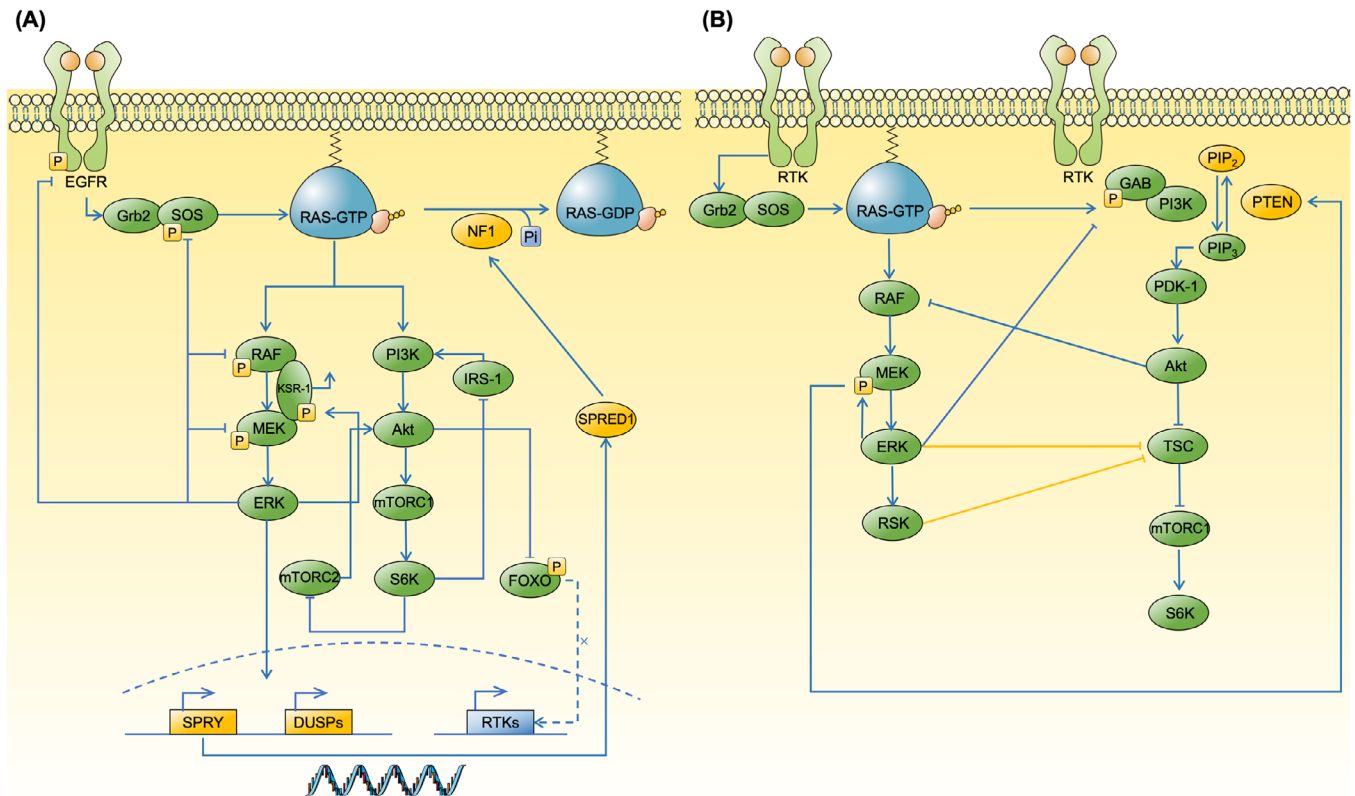 (A)
(B)
P
EGFR
Grb2
SOS
P
RAS-GTP
NF1
Pi
RAS-GDP
RAF
P
KSR-1
P
MEK
P
ERK
PI3K
IRS-1
Akt
mTORC1
mTORC2
S6K
FOXO
P
×
SPRED1
SPRY
DUSPs
RTKs
RTK
Grb2
SOS
RAS-GTP
RTK
GAB
P
PI3K
PIP2
PTEN
PIP3
PDK-1
RAF
MEK
P
Akt
ERK
TSC
RSK
mTORC1
S6K